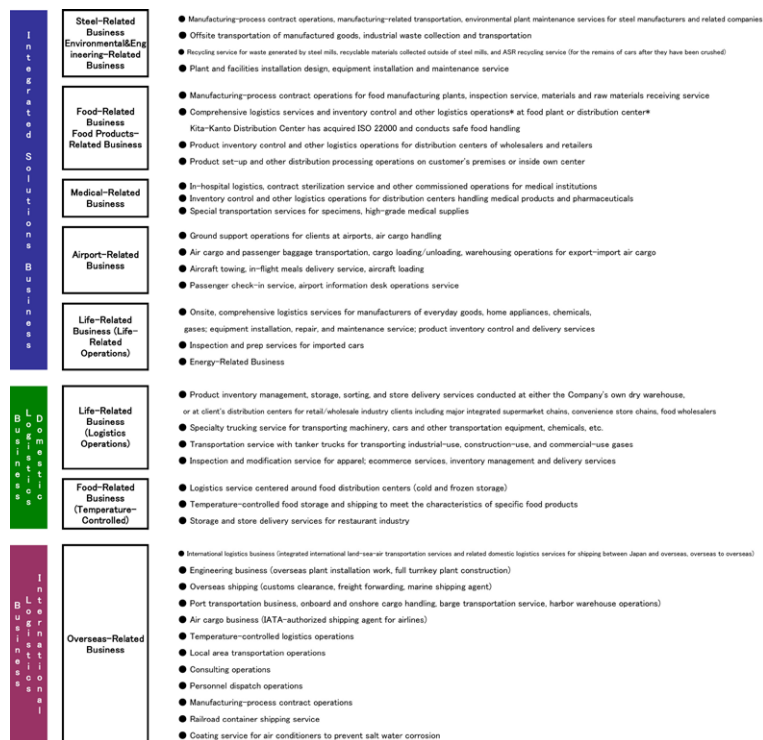 Integrated Solutions Business
Steel-Related
Business
Environmental&Eng
ineering-Related
Business
● Manufacturing-process contract operations, manufacturing-related transportation, environmental plant maintenance services for steel manufacturers and related companies
● Offsite transportation of manufactured goods, industrial waste collection and transportation
● Recycling service for waste generated by steel mills, recyclable materials collected outside of steel mills, and ASR recycling service (for the remains of cars after they have been crushed)
● Plant and facilities installation design, equipment installation and maintenance service
Food-Related
Business
Food Products-
Related Business
● Manufacturing-process contract operations for food manufacturing plants, inspection service, materials and raw materials receiving service
● Comprehensive logistics services and inventory control and other logistics operations* at food plant or distribution center*
Kita-Kanto Distribution Center has acquired ISO 22000 and conducts safe food handling
● Product inventory control and other logistics operations for distribution centers of wholesalers and retailers
● Product set-up and other distribution processing operations on customer's premises or inside own center
Medical-Related
Business
● In-hospital logistics, contract sterilization service and other commissioned operations for medical institutions
● Inventory control and other logistics operations for distribution centers handling medical products and pharmaceuticals
● Special transportation services for specimens, high-grade medical supplies
Airport-Related
Business
● Ground support operations for clients at airports, air cargo handling
● Air cargo and passenger baggage transportation, cargo loading/unloading, warehousing operations for export-import air cargo
● Aircraft towing, in-flight meals delivery service, aircraft loading
● Passenger check-in service, airport information desk operations service
Life-Related
Business (Life-
Related
Operations)
● Onsite, comprehensive logistics services for manufacturers of everyday goods, home appliances, chemicals,
gases; equipment installation, repair, and maintenance service; product inventory control and delivery services
● Inspection and prep services for imported cars
● Energy-Related Business
Domestic
Logistics
Business
Life-Related
Business
(Logistics
Operations)
● Product inventory management, storage, sorting, and store delivery services conducted at either the Company's own dry warehouse,
or at client's distribution centers for retail/wholesale industry clients including major integrated supermarket chains, convenience store chains, food wholesalers
● Specialty trucking service for transporting machinery, cars and other transportation equipment, chemicals, etc.
● Transportation service with tanker trucks for transporting industrial-use, construction-use, and commercial-use gases
● Inspection and modification service for apparel; ecommerce services, inventory management and delivery services
Food-Related
Business
(Temperature-
Controlled)
● Logistics service centered around food distribution centers (cold and frozen storage)
● Temperature-controlled food storage and shipping to meet the characteristics of specific food products
● Storage and store delivery services for restaurant industry
International
Logistics
Business
Overseas-Related
Business
● International logistics business (integrated international land-sea-air transportation services and related domestic logistics services for shipping between Japan and overseas, overseas to overseas)
● Engineering business (overseas plant installation work, full turnkey plant construction)
● Overseas shipping (customs clearance, freight forwarding, marine shipping agent)
● Port transportation business, onboard and onshore cargo handling, barge transportation service, harbor warehouse operations)
● Air cargo business (IATA-authorized shipping agent for airlines)
● Temperature-controlled logistics operations
● Local area transportation operations
● Consulting operations
● Personnel dispatch operations
● Manufacturing-process contract operations
● Railroad container shipping service
● Coating service for air conditioners to prevent salt water corrosion